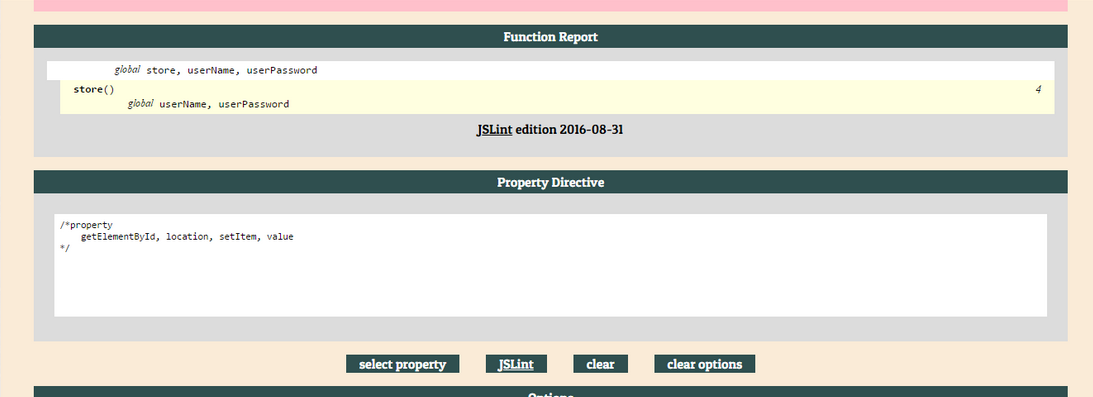 Function Report
global store, userName, userPassword
store() 4
global userName, userPassword
JSLint edition 2016-08-31
Property Directive
/*property
getElementById, location, setItem, value
*/
select property JSLint clear clear options
Options